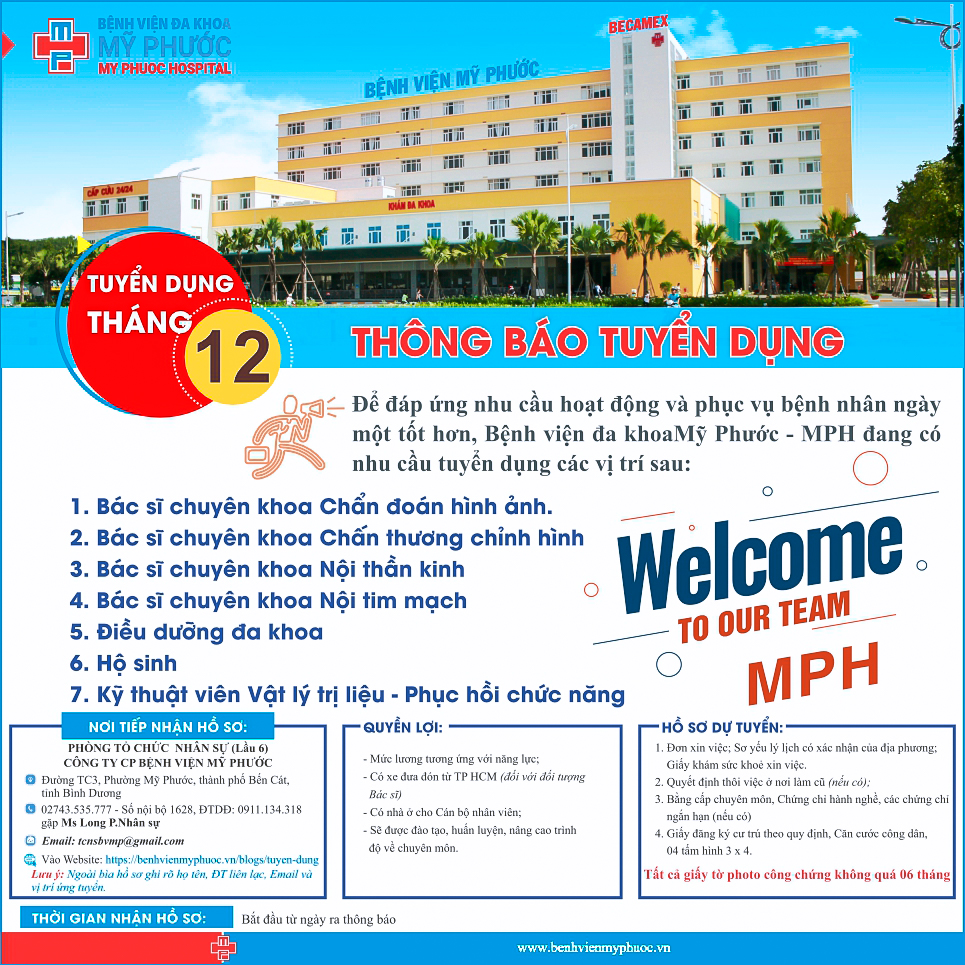 BỆNH VIỆN ĐA KHOA
MỸ PHƯỚC
MY PHUOC HOSPITAL
MP
BECAMEX
BỆNH VIỆN MỸ PHƯỚC
CẤP CỨU 24/24
KHÁM ĐA KHOA
TUYỂN DỤNG
THÁNG
12
THÔNG BÁO TUYỂN DỤNG
Để đáp ứng nhu cầu hoạt động và phục vụ bệnh nhân ngày
một tốt hơn, Bệnh viện đa khoaMỹ Phước - MPH đang có
nhu cầu tuyển dụng các vị trí sau:
1. Bác sĩ chuyên khoa Chẩn đoán hình ảnh.
2. Bác sĩ chuyên khoa Chấn thương chỉnh hình
3. Bác sĩ chuyên khoa Nội thần kinh
4. Bác sĩ chuyên khoa Nội tim mạch
5. Điều dưỡng đa khoa
6. Hộ sinh
7. Kỹ thuật viên Vật lý trị liệu - Phục hồi chức năng
Welcome
TO OUR TEAM
MPH
NƠI TIẾP NHẬN HỒ SƠ:
PHÒNG TỔ CHỨC NHÂN SỰ (Lầu 6)
CÔNG TY CP BỆNH VIỆN MỸ PHƯỚC
Đường TC3, Phường Mỹ Phước, thành phố Bến Cát,
tỉnh Bình Dương
02743.535.777 - Số nội bộ 1628, ĐTDĐ: 0911.134.318
gặp Ms Long P.Nhân sự
Email: tcnsbvmp@gmail.com
Vào Website: https://benhvienmyphuoc.vn/blogs/tuyen-dung
Lưu ý: Ngoài bìa hồ sơ ghi rõ họ tên, ĐT liên lạc, Email và
vị trí ứng tuyển.
QUYỀN LỢI:
- Mức lương tương ứng với năng lực;
- Có xe đưa đón từ TP HCM (đối với đối tượng
Bác sĩ)
- Có nhà ở cho Cán bộ nhân viên;
- Sẽ được đào tạo, huấn luyện, nâng cao trình
độ về chuyên môn.
HỒ SƠ DỰ TUYỂN:
1. Đơn xin việc; Sơ yếu lý lịch có xác nhận của địa phương;
Giấy khám sức khoẻ xin việc.
2. Quyết định thôi việc ở nơi làm cũ (nếu có);
3. Bằng cấp chuyên môn, Chứng chỉ hành nghề, các chứng chỉ
ngắn hạn (nếu có)
4. Giấy đăng ký cư trú theo quy định, Căn cước công dân,
04 tấm hình 3 x 4.
Tất cả giấy tờ photo công chứng không quá 06 tháng
THỜI GIAN NHẬN HỒ SƠ:
Bắt đầu từ ngày ra thông báo
MP
www.benhvienmyphuoc.vn